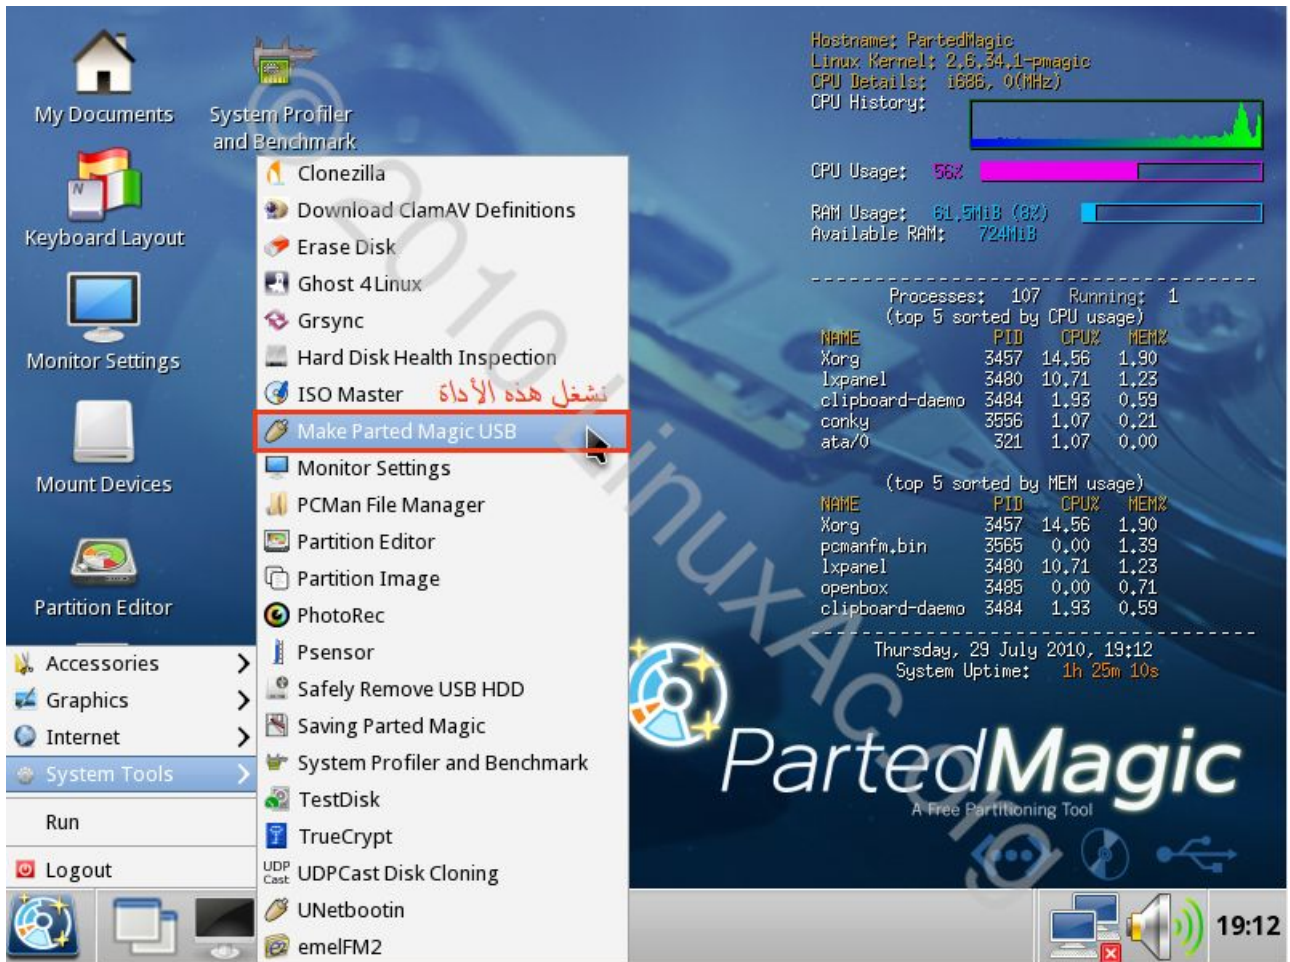 My Documents
System Profiler
and Benchmark
Keyboard Layout
Monitor Settings
Mount Devices
Partition Editor
Hostname: PartedMagic
Linux Kernel: 2.6.34.1-pmagic
CPU Details: i686, 0(MHz)
CPU History:
CPU Usage: 56%
RAM Usage: 61.5MiB (8%)
Available RAM: 724MiB
Processes: 107 Running: 1
(top 5 sorted by CPU usage)
NAME PID CPU% MEM%
Xorg 3457 14.56 1.90
lxpanel 3480 10.71 1.23
clipboard-daemo 3484 1.93 0.59
conky 3556 1.07 0.21
ata/0 321 1.07 0.00
(top 5 sorted by MEM usage)
NAME PID CPU% MEM%
Xorg 3457 14.56 1.90
pcmanfm.bin 3565 0.00 1.39
lxpanel 3480 10.71 1.23
openbox 3485 0.00 0.71
clipboard-daemo 3484 1.93 0.59
Thursday, 29 July 2010, 19:12
System Uptime: 1h 25m 10s
Clonezilla
Download ClamAV Definitions
Erase Disk
Ghost 4 Linux
Grsync
Hard Disk Health Inspection
ISO Master نشغل هذه الأداة
Make Parted Magic USB
Monitor Settings
PCMan File Manager
Partition Editor
Partition Image
PhotoRec
Psensor
Safely Remove USB HDD
Saving Parted Magic
System Profiler and Benchmark
TestDisk
TrueCrypt
UDP Cast UDPCast Disk Cloning
UNetbootin
emelFM2
Accessories
Graphics
Internet
System Tools
Run
Logout
PartedMagic
A Free Partitioning Tool
19:12
© 2010 LinuxAc.org